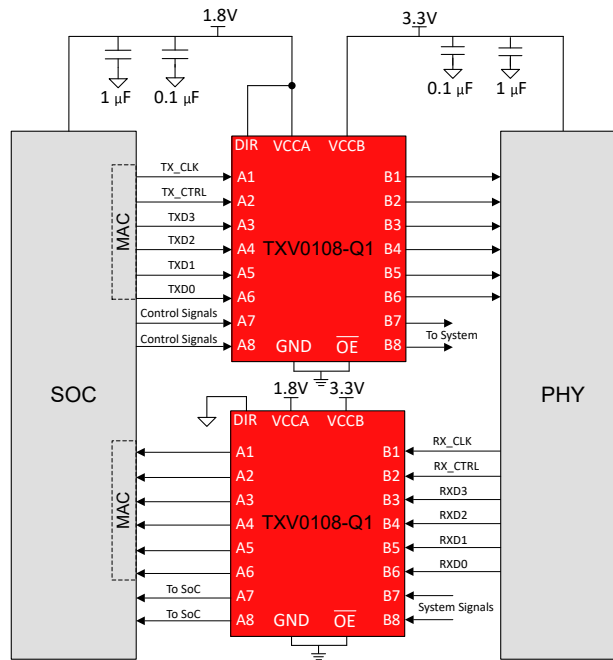 1.8V 3.3V
1 µF 0.1 µF 0.1 µF 1 µF
DIR VCCA VCCB
TX_CLK A1 B1
TX_CTRL A2 B2
TXD3 A3 B3
TXD2 A4 B4
TXD1 A5 B5
TXD0 A6 B6
Control Signals A7 B7
Control Signals A8 B8
MAC
TXV0108-Q1
To System
GND OE
SOC
PHY
1.8V 3.3V
DIR VCCA VCCB
A1 B1 RX_CLK
A2 B2 RX_CTRL
A3 B3 RXD3
A4 B4 RXD2
A5 B5 RXD1
A6 B6 RXD0
To SoC A7 B7
To SoC A8 B8
MAC
TXV0108-Q1
System Signals
GND OE